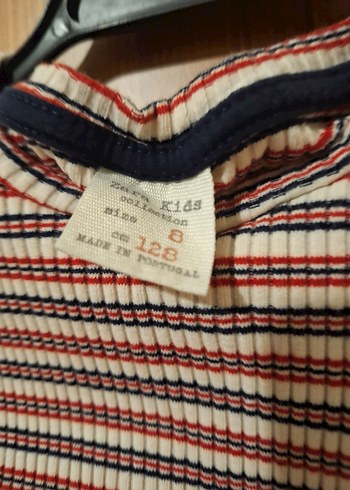 Zara Kids
collection
size 8
cm 128
MADE IN PORTUGAL